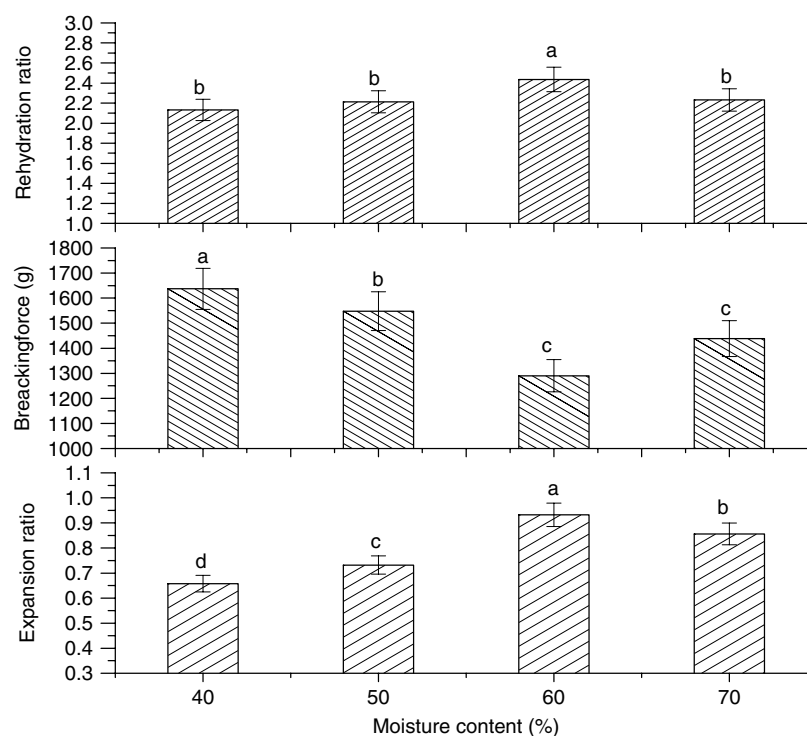 Rehydration ratio
3.0
2.8
2.6
2.4
2.2
2.0
1.8
1.6
1.4
1.2
1.0
b
b
a
b
Breackingforce (g)
1800
1700
1600
1500
1400
1300
1200
1100
1000
a
b
c
c
Expansion ratio
1.1
1.0
0.9
0.8
0.7
0.6
0.5
0.4
0.3
d
c
a
b
40 50 60 70
Moisture content (%)